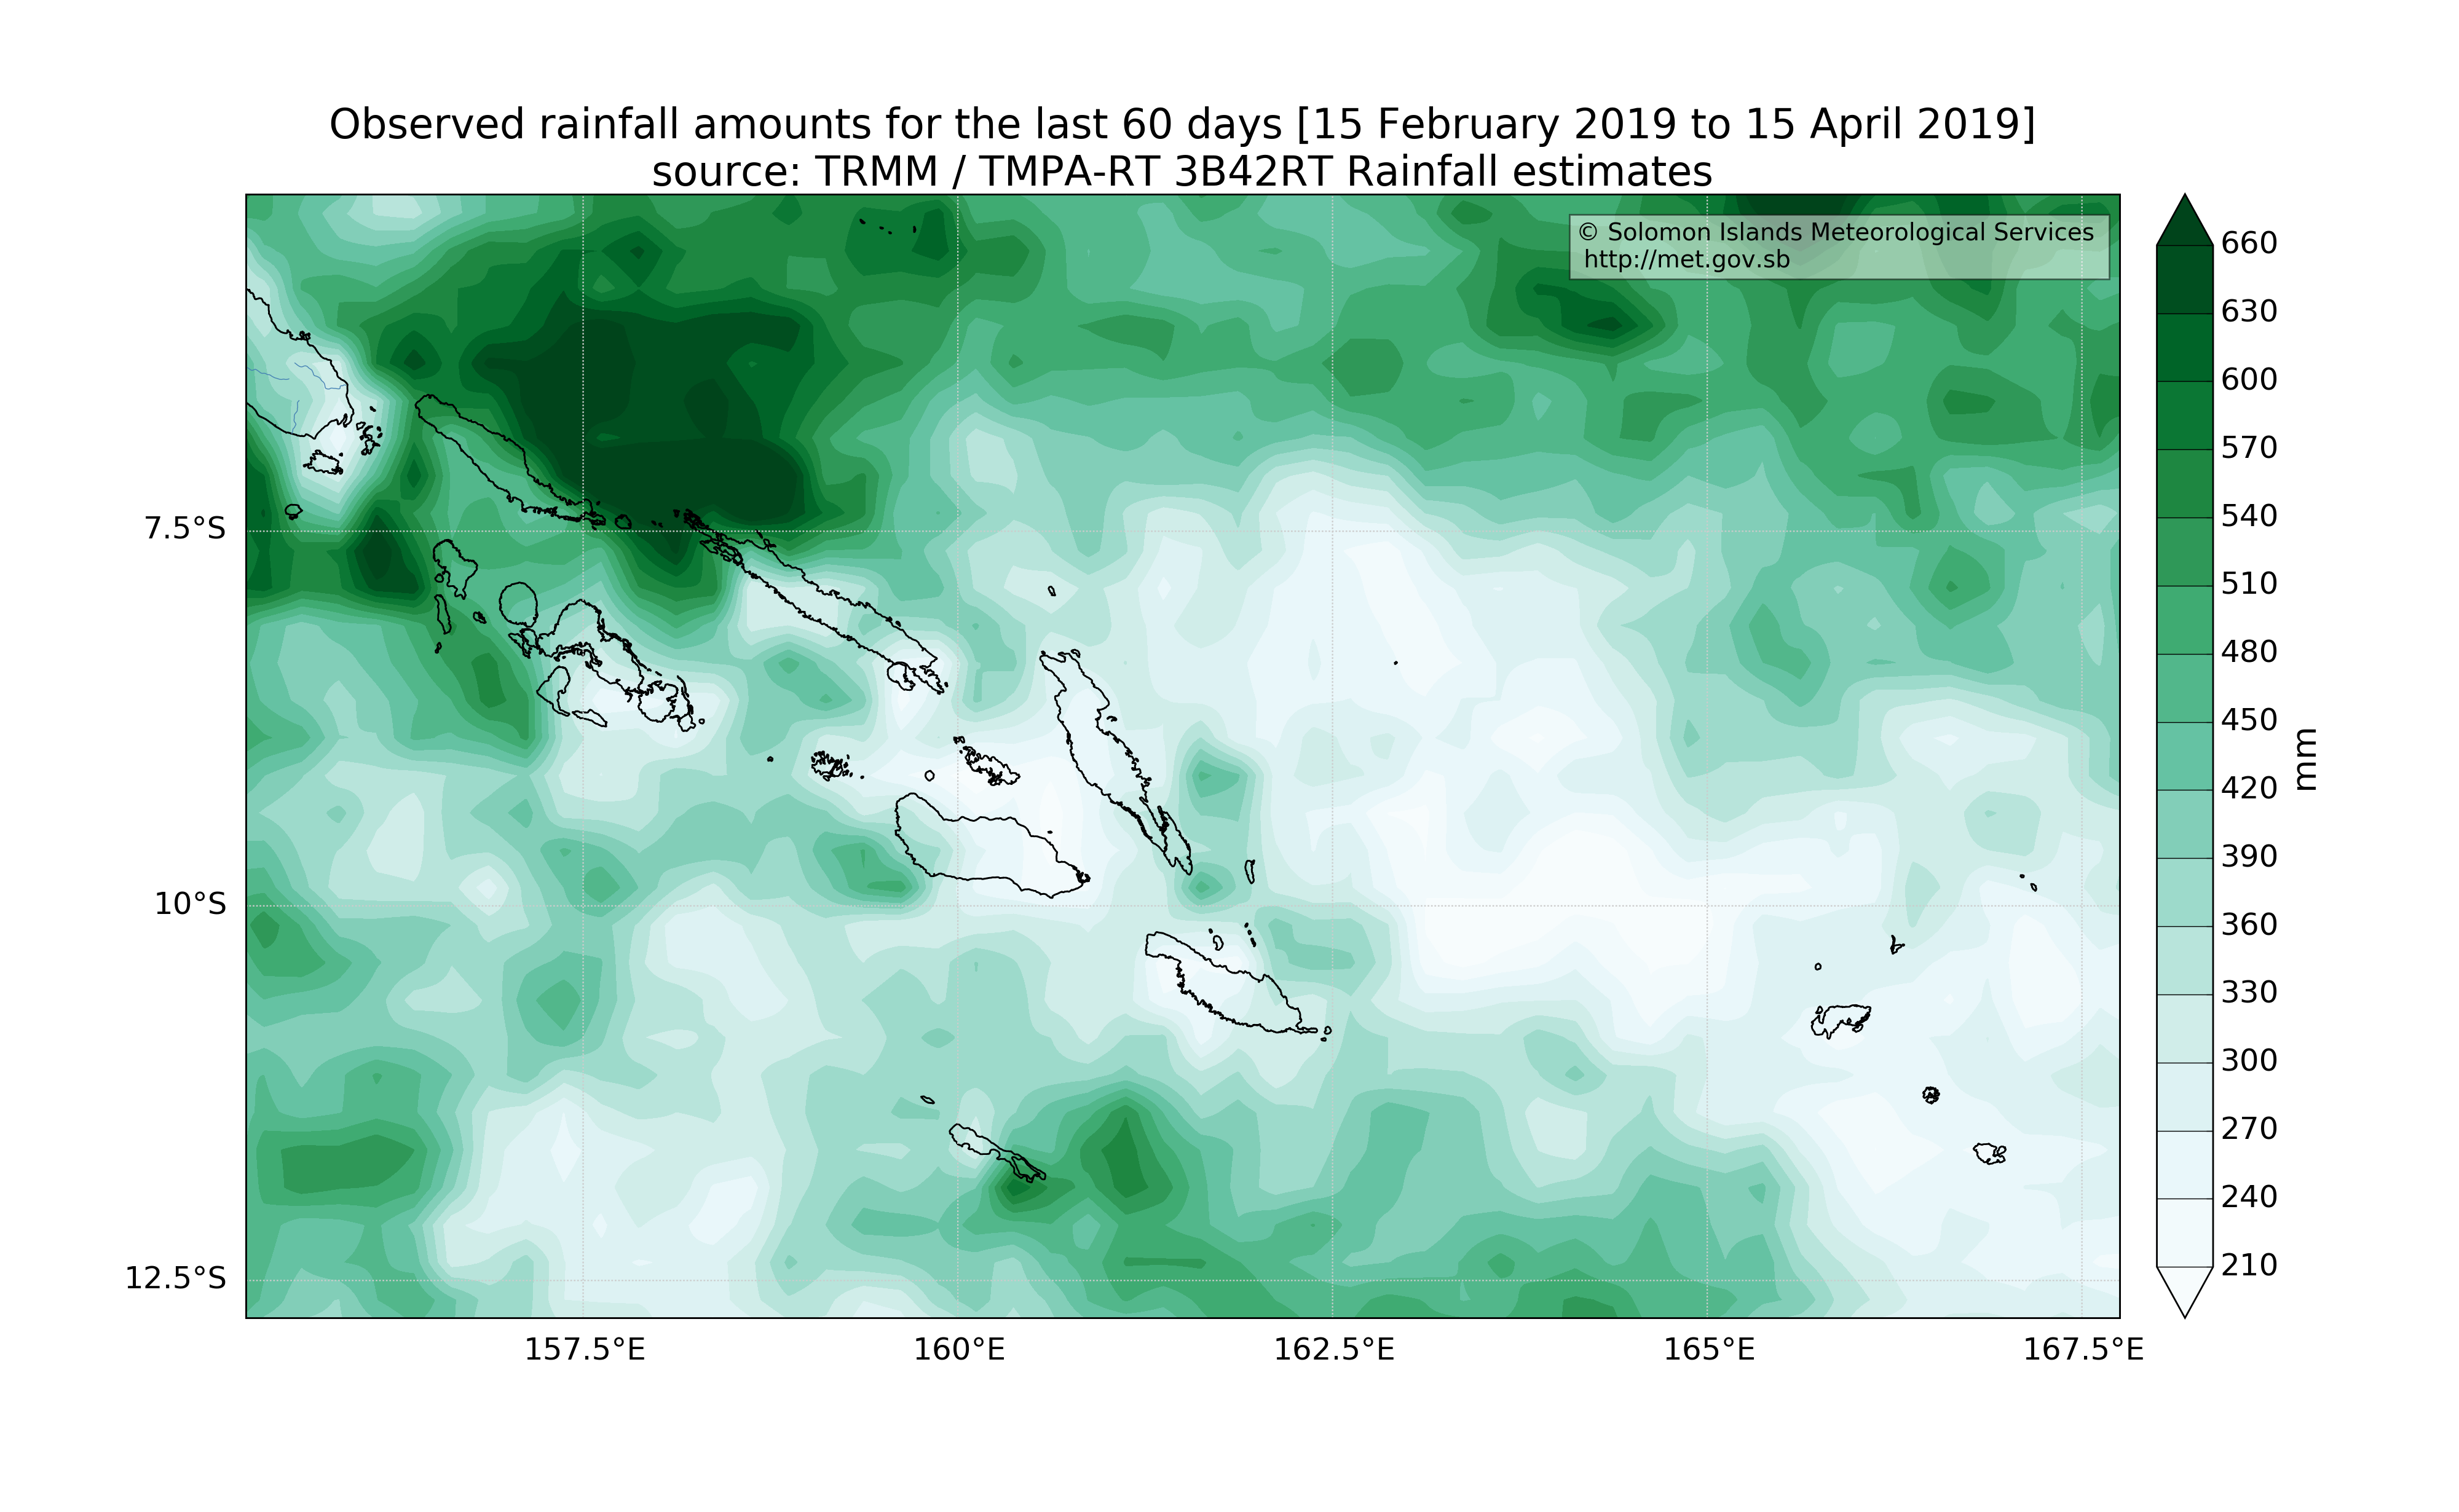 Observed rainfall amounts for the last 60 days [15 February 2019 to 15 April 2019]
source: TRMM / TMPA-RT 3B42RT Rainfall estimates
© Solomon Islands Meteorological Services
http://met.gov.sb
7.5°S
10°S
12.5°S
157.5°E
160°E
162.5°E
165°E
167.5°E
660
630
600
570
540
510
480
450
420
390
360
330
300
270
240
210
mm